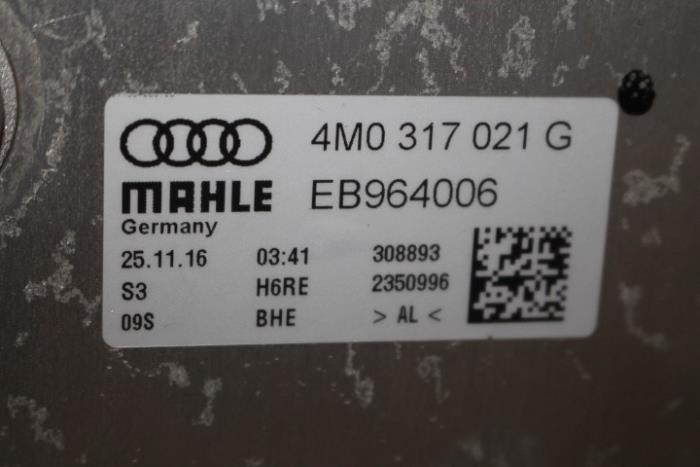 4M0 317 021 G
MAHLE EB964006
Germany
25.11.16 03:41 308893
S3 H6RE 2350996
09S BHE > AL <